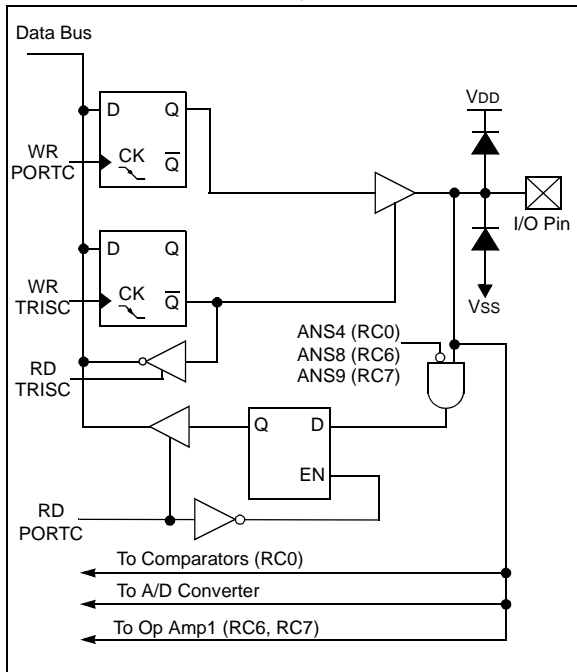 Data Bus
D Q
VDD
WR
PORTC
CK
Q̅
I/O Pin
D Q
WR
TRISC
CK
Q̅
VSS
ANS4 (RC0)
ANS8 (RC6)
ANS9 (RC7)
RD
TRISC
Q D
EN
RD
PORTC
To Comparators (RC0)
To A/D Converter
To Op Amp1 (RC6, RC7)